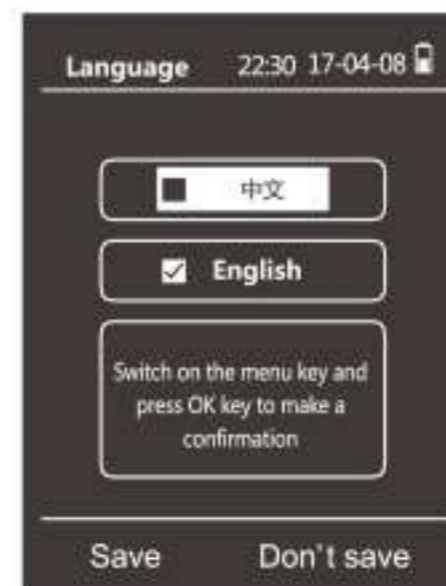 Language 22:30 17-04-08
中文
English
Switch on the menu key and
press OK key to make a
confirmation
Save Don't save